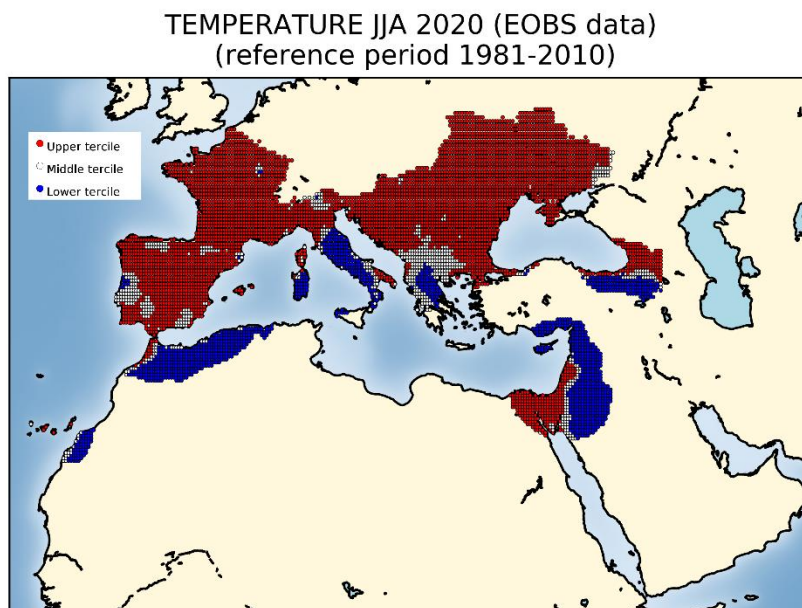 TEMPERATURE JJA 2020 (EOBS data)
(reference period 1981-2010)
Upper tercile
Middle tercile
Lower tercile